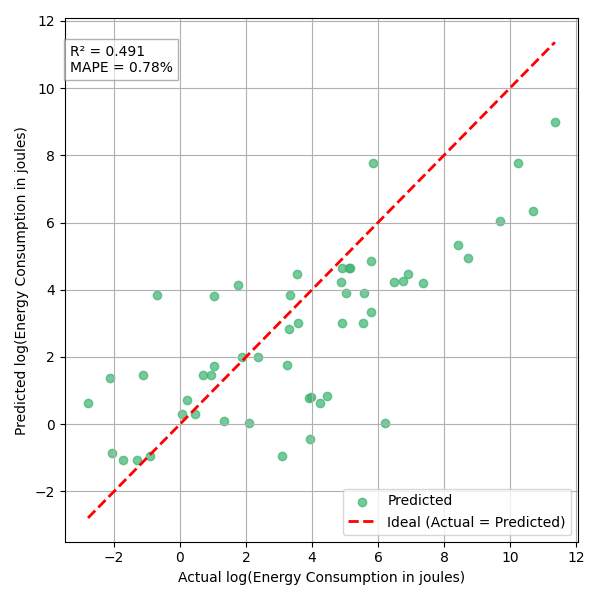 R² = 0.491
MAPE = 0.78%
12
10
8
6
4
2
0
−2
Predicted log(Energy Consumption in joules)
Predicted
Ideal (Actual = Predicted)
−2 0 2 4 6 8 10 12
Actual log(Energy Consumption in joules)